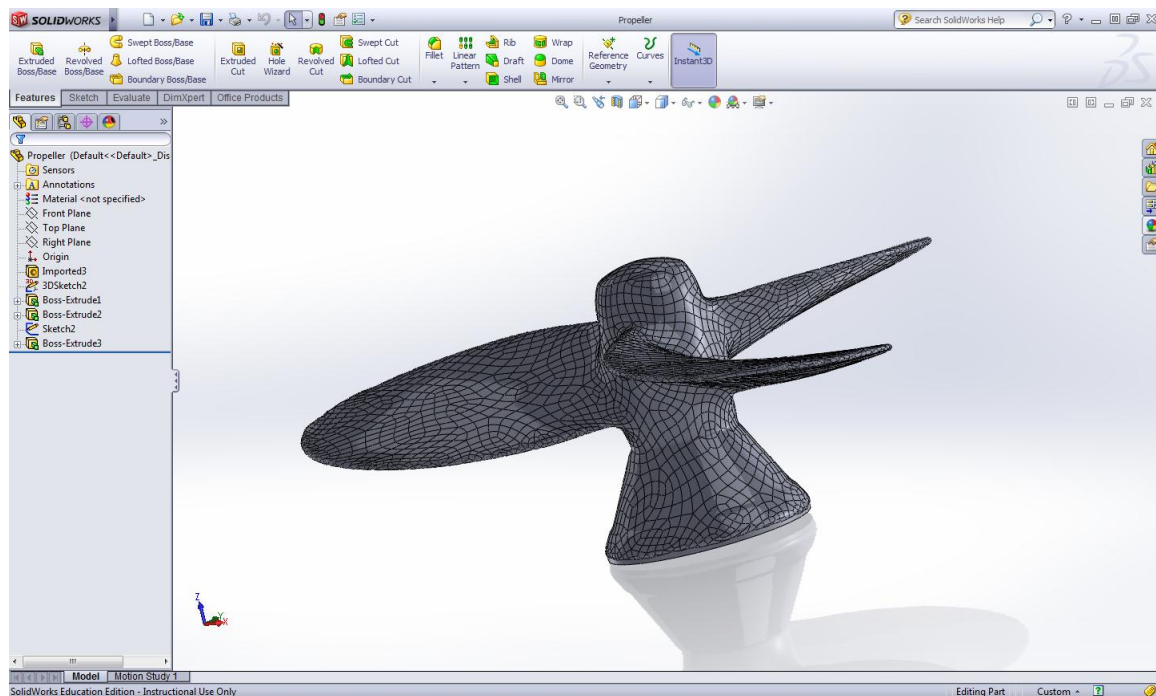 SOLIDWORKS
Propeller
Search SolidWorks Help
Extruded Boss/Base
Revolved Boss/Base
Swept Boss/Base
Lofted Boss/Base
Boundary Boss/Base
Extruded Cut
Hole Wizard
Revolved Cut
Swept Cut
Lofted Cut
Boundary Cut
Fillet
Linear Pattern
Rib
Draft
Shell
Wrap
Dome
Mirror
Reference Geometry
Curves
Instant3D
Features
Sketch
Evaluate
DimXpert
Office Products
Propeller (Default<<Default>_Dis
Sensors
Annotations
Material <not specified>
Front Plane
Top Plane
Right Plane
Origin
Imported3
3DSketch2
Boss-Extrude1
Boss-Extrude2
Sketch2
Boss-Extrude3
Z
Y
X
Model
Motion Study 1
SolidWorks Education Edition - Instructional Use Only
Editing Part
Custom